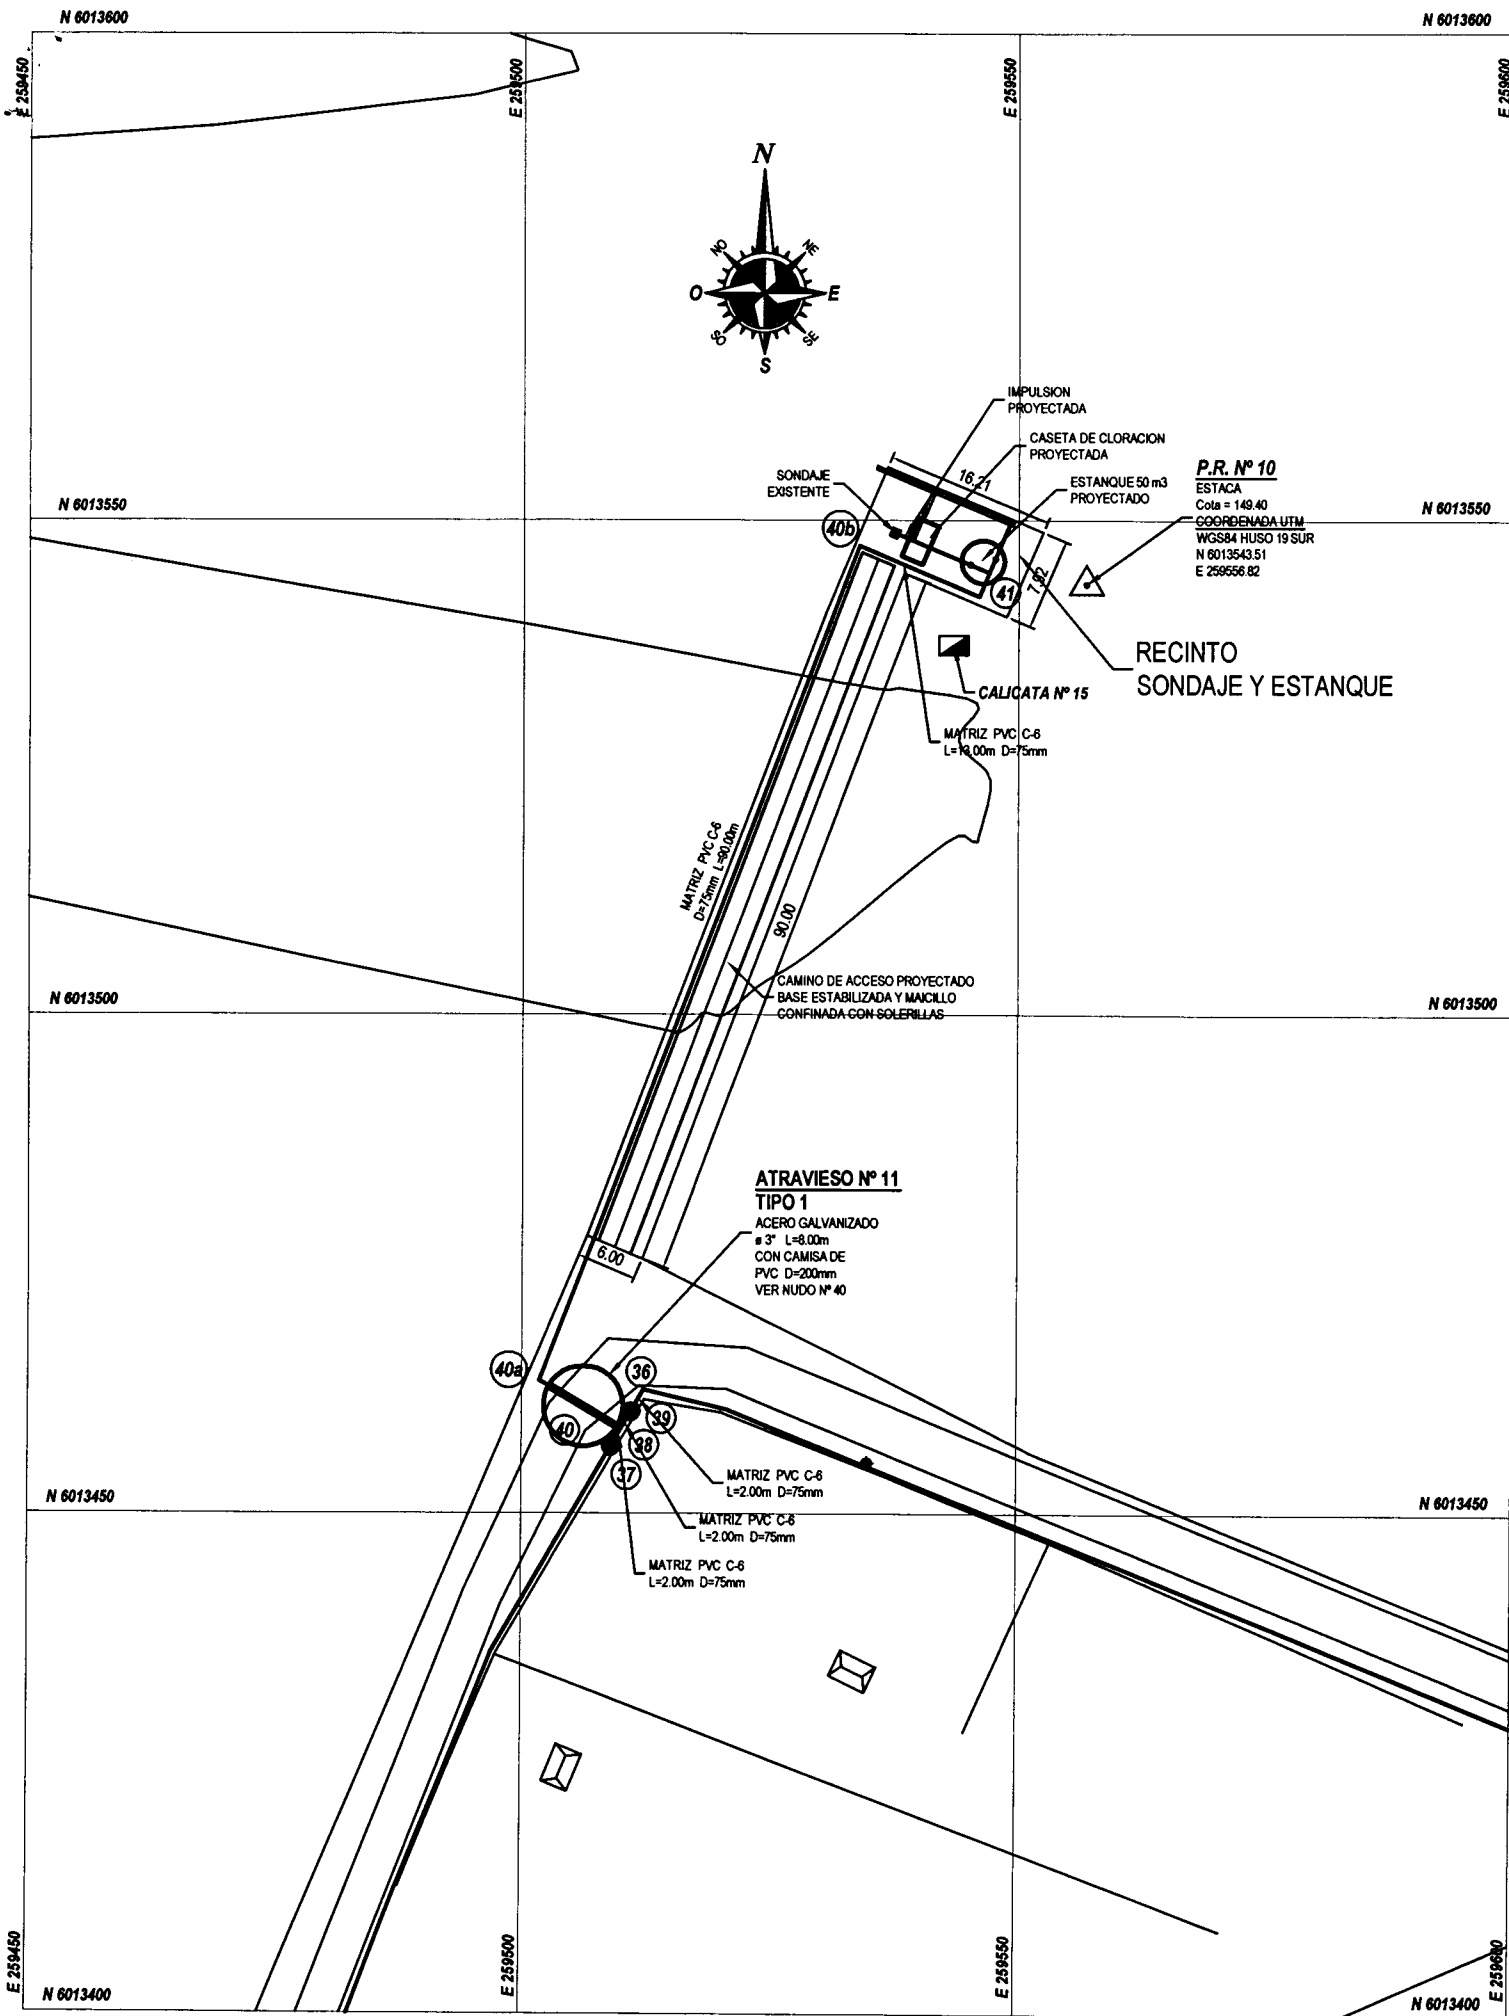 N 6013600
N 6013600
E 259450
E 259500
E 259550
E 259600
N
NO
NE
O
E
SO
SE
S
IMPULSION
PROYECTADA
CASETA DE CLORACION
PROYECTADA
SONDAJE
EXISTENTE
16.21
ESTANQUE 50 m3
PROYECTADO
P.R. Nº 10
ESTACA
Cota = 149.40
COORDENADA UTM
WGS84 HUSO 19 SUR
N 6013543.51
E 259556.82
N 6013550
N 6013550
40b
41
7.92
RECINTO
SONDAJE Y ESTANQUE
CALICATA Nº 15
MATRIZ PVC C-6
L=13.00m D=75mm
MATRIZ PVC C-6
D=75mm L=90.00m
90.00
CAMINO DE ACCESO PROYECTADO
BASE ESTABILIZADA Y MAICILLO
CONFINADA CON SOLERILLAS
N 6013500
N 6013500
ATRAVIESO Nº 11
TIPO 1
ACERO GALVANIZADO
ø 3" L=8.00m
CON CAMISA DE
PVC D=200mm
VER NUDO Nº 40
6.00
40a
36
39
40
38
37
MATRIZ PVC C-6
L=2.00m D=75mm
MATRIZ PVC C-6
L=2.00m D=75mm
MATRIZ PVC C-6
L=2.00m D=75mm
N 6013450
N 6013450
E 259450
E 259500
E 259550
E 259600
N 6013400
N 6013400